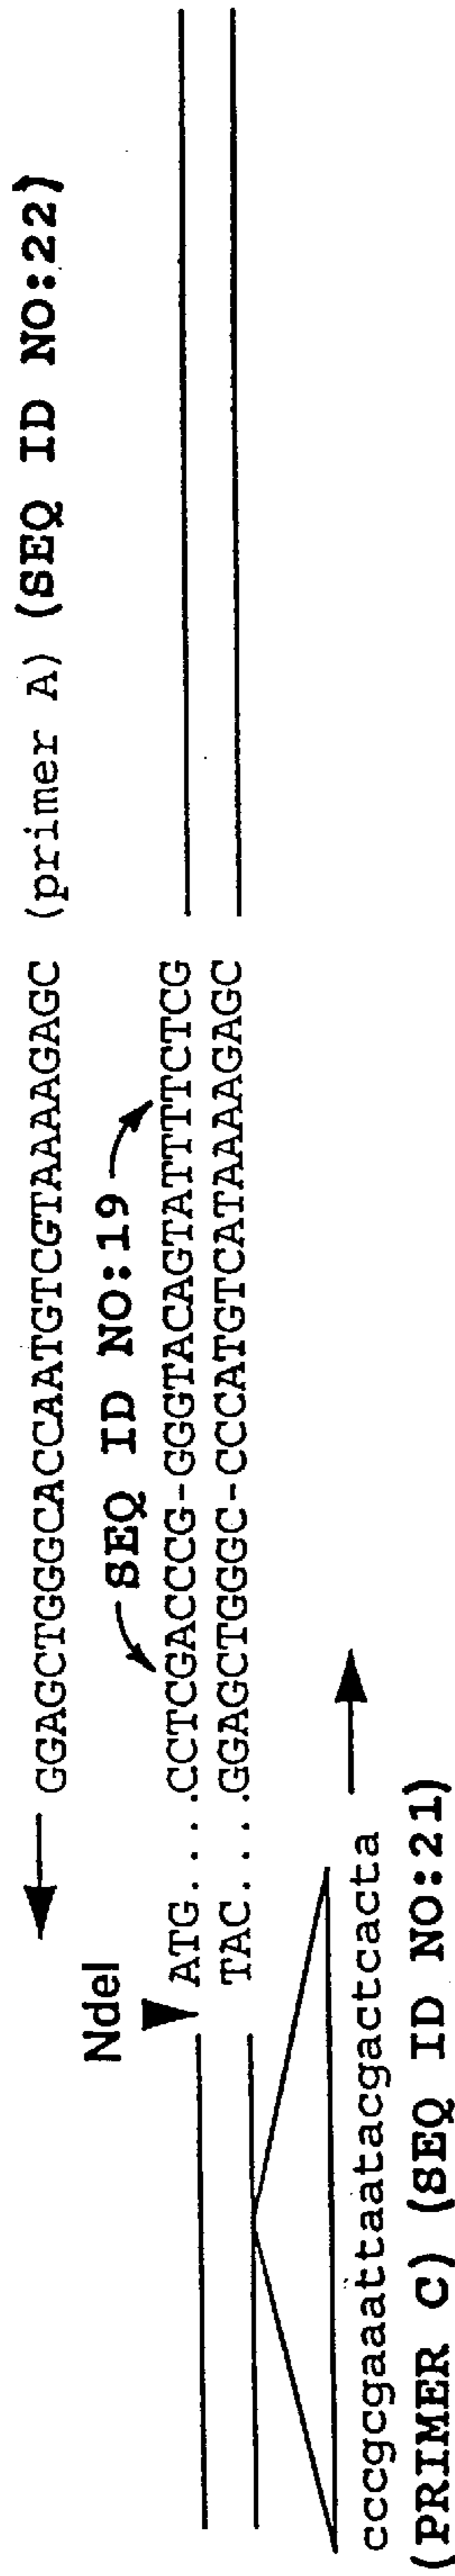 GGAGCTGGGCACCAATGTCGTAAAAGAGC (primer A) (SEQ ID NO:22)
SEQ ID NO:19
NdeI
ATG....CCTCGACCCG-GGGTACAGTATTTTCTCG
TAC....GGAGCTGGGC-CCCATGTCATAAAAGAGC
cccgcgaaattaatacgactcacta
(PRIMER C) (SEQ ID NO:21)